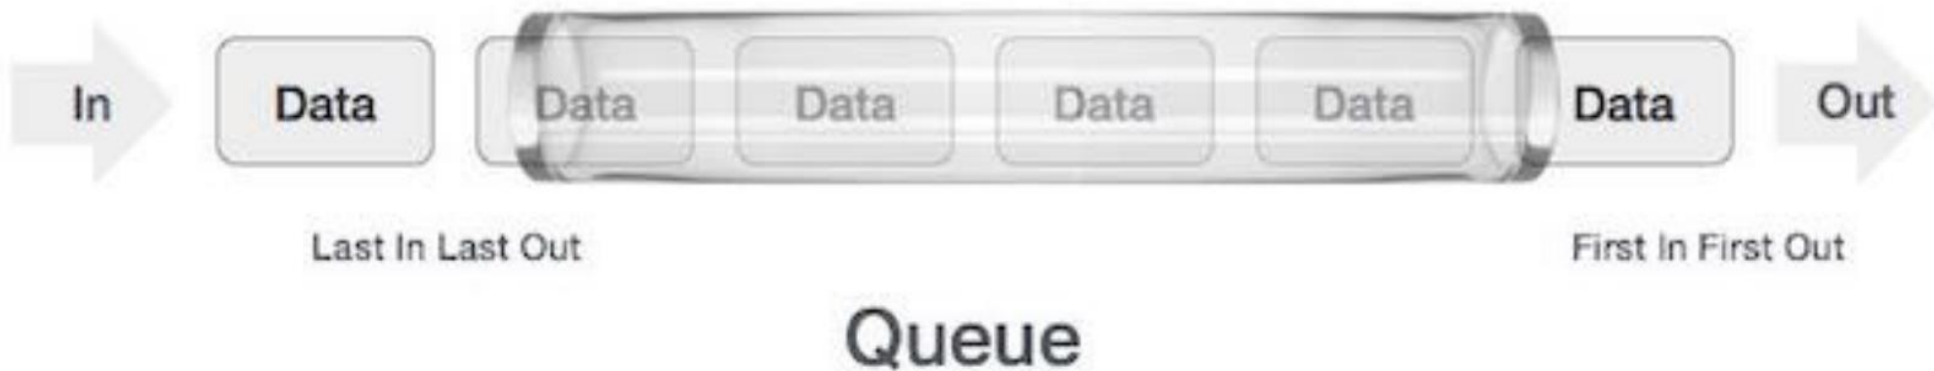 In Data Data Data Data Data Data Out
Last In Last Out First In First Out
Queue